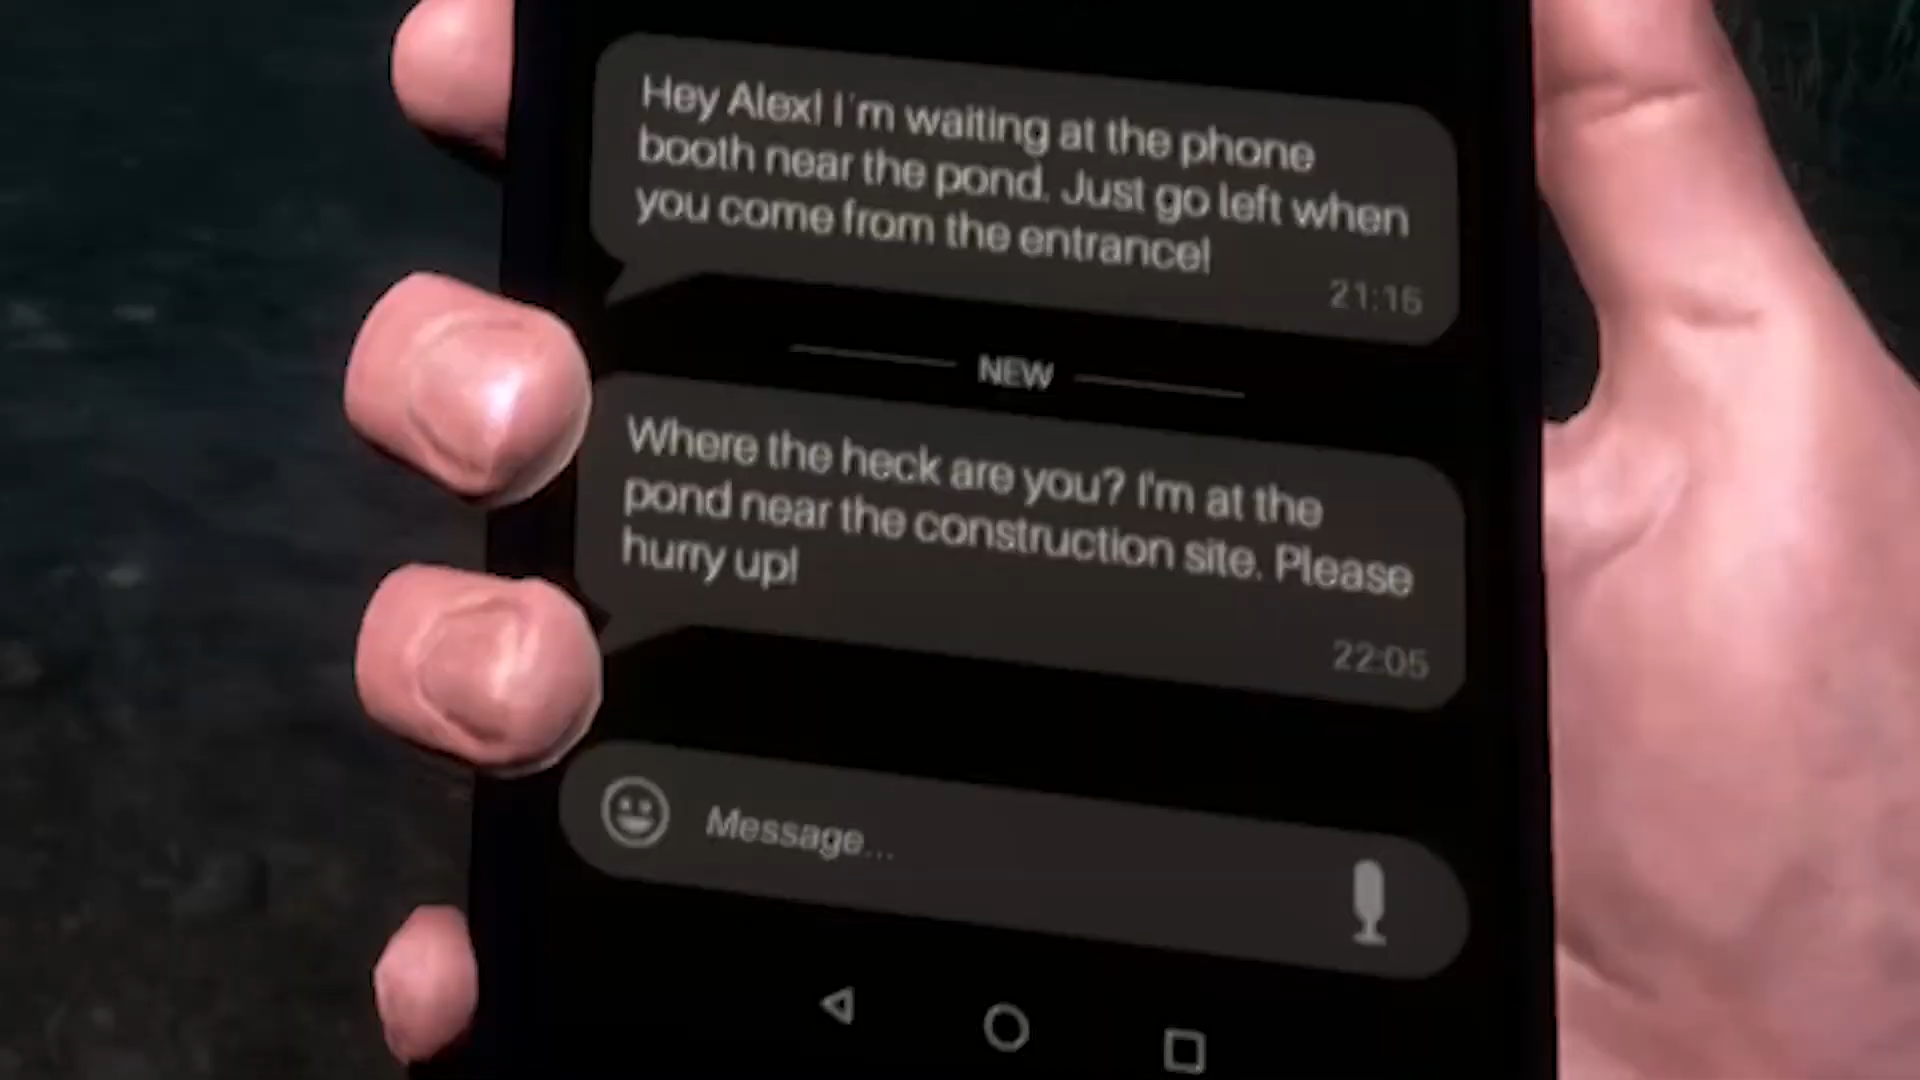 Hey Alex! I´m waiting at the phone
booth near the pond. Just go left when
you come from the entrance!
21:15
NEW
Where the heck are you? I'm at the
pond near the construction site. Please
hurry up!
22:05
Message...